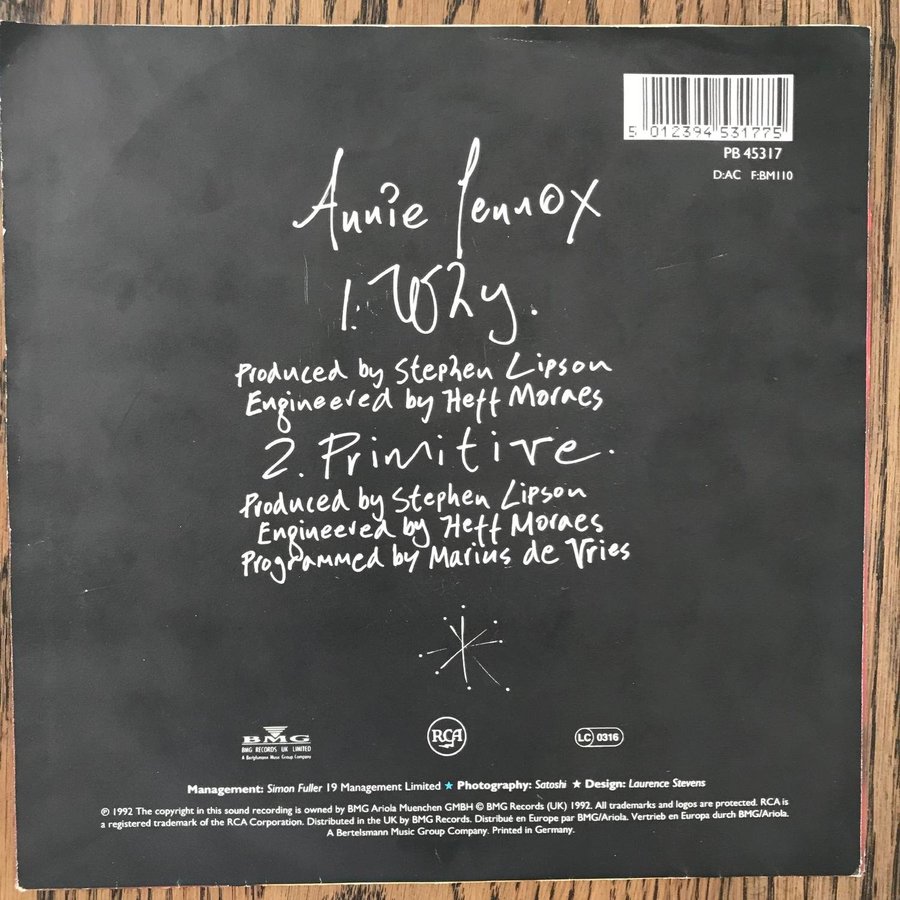 5 012394 531775
PB 45317
D:AC F:BM110
Annie Lennox
1. Why.
Produced by Stephen Lipson
Engineered by Heff Moraes
2. Primitive.
Produced by Stephen Lipson
Engineered by Heff Moraes
Programmed by Marius de Vries
BMG
BMG RECORDS UK LIMITED
A Bertelsmann Music Group Company
RCA
LC 0316
Management: Simon Fuller 19 Management Limited ★ Photography: Satoshi ★ Design: Laurence Stevens
℗ 1992 The copyright in this sound recording is owned by BMG Ariola Muenchen GMBH © BMG Records (UK) 1992. All trademarks and logos are protected. RCA is
a registered trademark of the RCA Corporation. Distributed in the UK by BMG Records. Distribué en Europe par BMG/Ariola. Vertrieb en Europa durch BMG/Ariola.
A Bertelsmann Music Group Company. Printed in Germany.